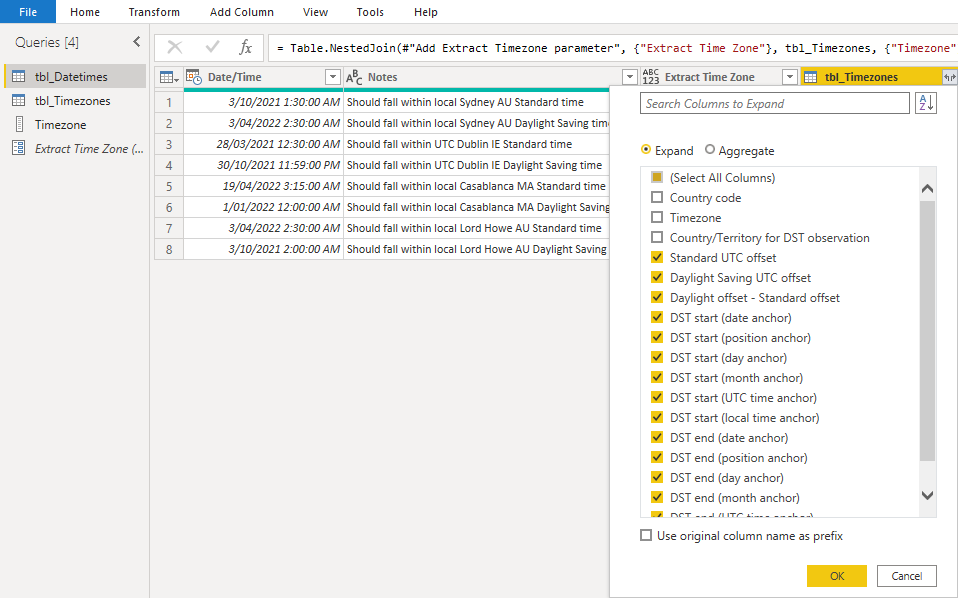 File Home Transform Add Column View Tools Help
Queries [4]
tbl_Datetimes
tbl_Timezones
Timezone
Extract Time Zone (...
fx = Table.NestedJoin(#"Add Extract Timezone parameter", {"Extract Time Zone"}, tbl_Timezones, {"Timezone"
Date/Time ABC Notes ABC 123 Extract Time Zone tbl_Timezones
1 3/10/2021 1:30:00 AM Should fall within local Sydney AU Standard time
2 3/04/2022 2:30:00 AM Should fall within local Sydney AU Daylight Saving time
3 28/03/2021 12:30:00 AM Should fall within UTC Dublin IE Standard time
4 30/10/2021 11:59:00 PM Should fall within UTC Dublin IE Daylight Saving time
5 19/04/2022 3:15:00 AM Should fall within local Casablanca MA Standard time
6 1/01/2022 12:00:00 AM Should fall within local Casablanca MA Daylight Saving
7 3/04/2022 2:30:00 AM Should fall within local Lord Howe AU Standard time
8 3/10/2021 2:00:00 AM Should fall within local Lord Howe AU Daylight Saving
Search Columns to Expand
A Z
Expand Aggregate
(Select All Columns)
Country code
Timezone
Country/Territory for DST observation
Standard UTC offset
Daylight Saving UTC offset
Daylight offset - Standard offset
DST start (date anchor)
DST start (position anchor)
DST start (day anchor)
DST start (month anchor)
DST start (UTC time anchor)
DST start (local time anchor)
DST end (date anchor)
DST end (position anchor)
DST end (day anchor)
DST end (month anchor)
DST end (UTC time anchor)
Use original column name as prefix
OK Cancel